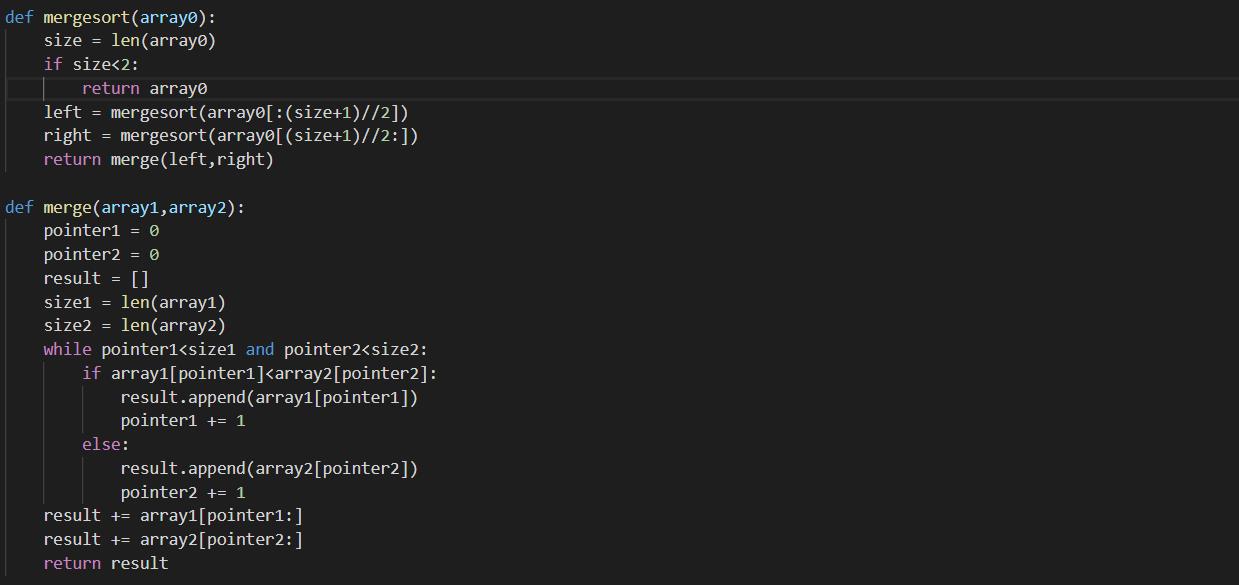 def mergesort(array0):
    size = len(array0)
    if size<2:
        return array0
    left = mergesort(array0[:(size+1)//2])
    right = mergesort(array0[(size+1)//2:])
    return merge(left,right)

def merge(array1,array2):
    pointer1 = 0
    pointer2 = 0
    result = []
    size1 = len(array1)
    size2 = len(array2)
    while pointer1<size1 and pointer2<size2:
        if array1[pointer1]<array2[pointer2]:
            result.append(array1[pointer1])
            pointer1 += 1
        else:
            result.append(array2[pointer2])
            pointer2 += 1
    result += array1[pointer1:]
    result += array2[pointer2:]
    return result